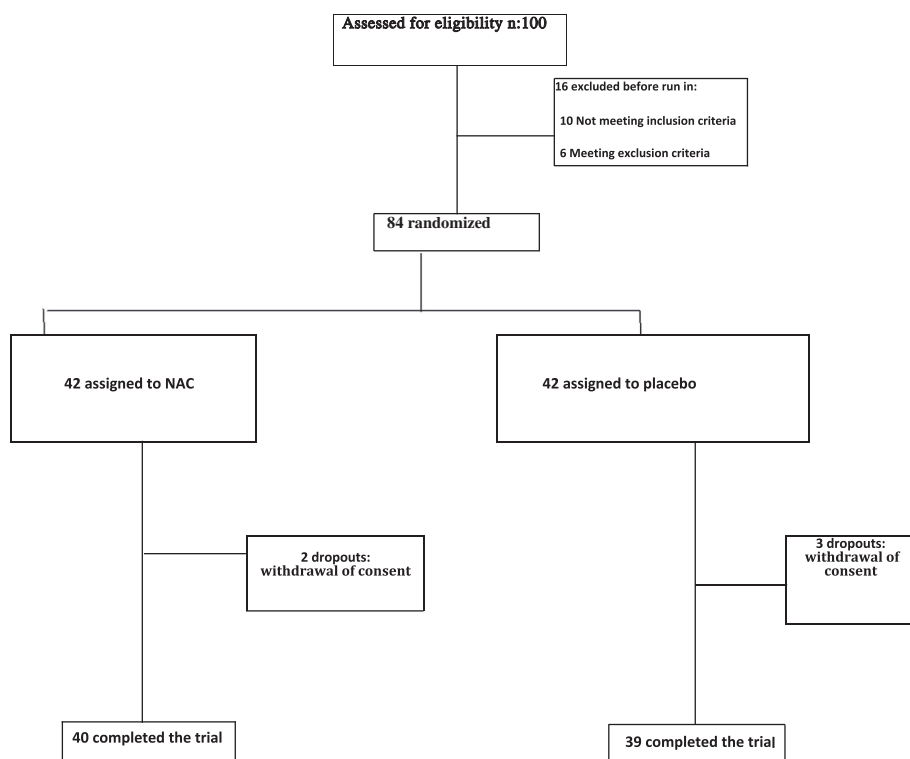 Assessed for eligibility n:100
16 excluded before run in:
10 Not meeting inclusion criteria
6 Meeting exclusion criteria
84 randomized
42 assigned to NAC
42 assigned to placebo
2 dropouts:
withdrawal of consent
3 dropouts:
withdrawal of
consent
40 completed the trial
39 completed the trial